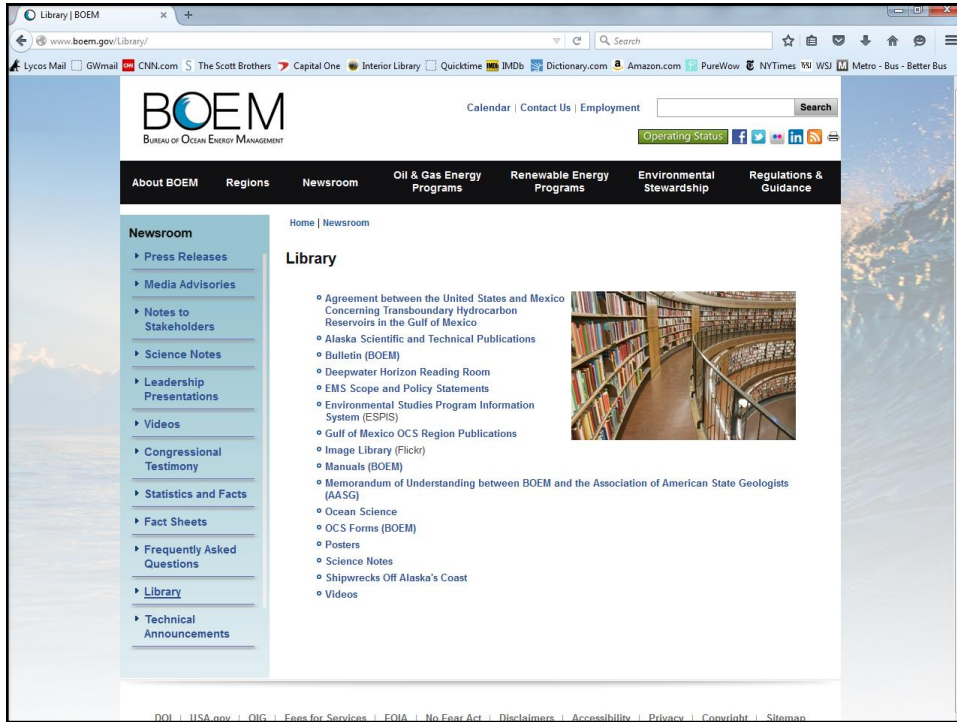 Library | BOEM
www.boem.gov/Library/
Search
Lycos Mail GWmail CNN.com The Scott Brothers Capital One Interior Library Quicktime IMDb Dictionary.com Amazon.com PureWow NYTimes WSJ Metro - Bus - Better Bus
BOEM
BUREAU OF OCEAN ENERGY MANAGEMENT
Calendar | Contact Us | Employment
Search
Operating Status
About BOEM
Regions
Newsroom
Oil & Gas Energy
Programs
Renewable Energy
Programs
Environmental
Stewardship
Regulations &
Guidance
Newsroom
Press Releases
Media Advisories
Notes to
Stakeholders
Science Notes
Leadership
Presentations
Videos
Congressional
Testimony
Statistics and Facts
Fact Sheets
Frequently Asked
Questions
Library
Technical
Announcements
Home | Newsroom
Library
Agreement between the United States and Mexico
Concerning Transboundary Hydrocarbon
Reservoirs in the Gulf of Mexico
Alaska Scientific and Technical Publications
Bulletin (BOEM)
Deepwater Horizon Reading Room
EMS Scope and Policy Statements
Environmental Studies Program Information
System (ESPIS)
Gulf of Mexico OCS Region Publications
Image Library (Flickr)
Manuals (BOEM)
Memorandum of Understanding between BOEM and the Association of American State Geologists
(AASG)
Ocean Science
OCS Forms (BOEM)
Posters
Science Notes
Shipwrecks Off Alaska's Coast
Videos
DOI | USA.gov | OIG | Fees for Services | FOIA | No Fear Act | Disclaimers | Accessibility | Privacy | Copyright | Sitemap